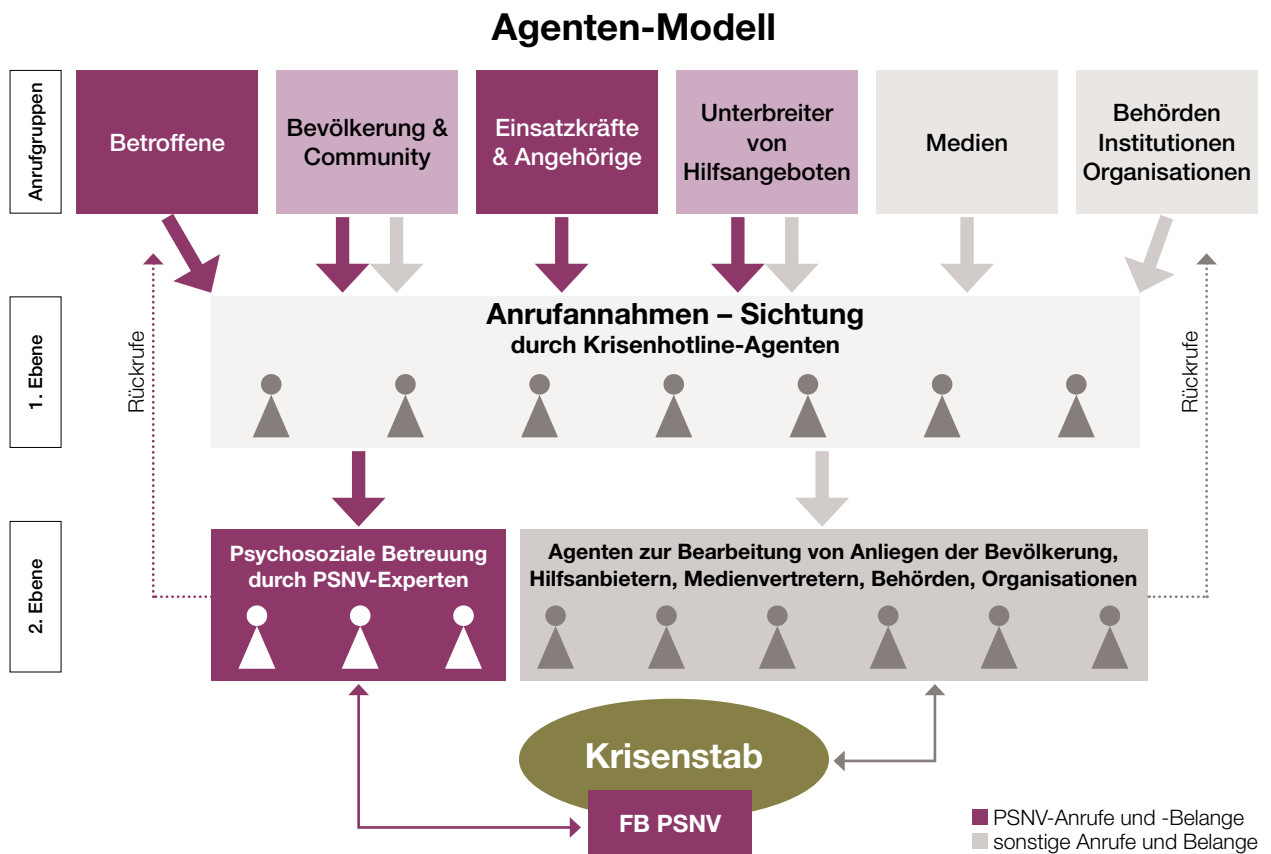 Agenten-Modell
Anrufgruppen
Betroffene
Bevölkerung &
Community
Einsatzkräfte
& Angehörige
Unterbreiter
von
Hilfsangeboten
Medien
Behörden
Institutionen
Organisationen
1. Ebene
Rückrufe
Anrufannahmen – Sichtung
durch Krisenhotline-Agenten
Rückrufe
2. Ebene
Psychosoziale Betreuung
durch PSNV-Experten
Agenten zur Bearbeitung von Anliegen der Bevölkerung,
Hilfsanbietern, Medienvertretern, Behörden, Organisationen
Krisenstab
FB PSNV
PSNV-Anrufe und -Belange
sonstige Anrufe und Belange